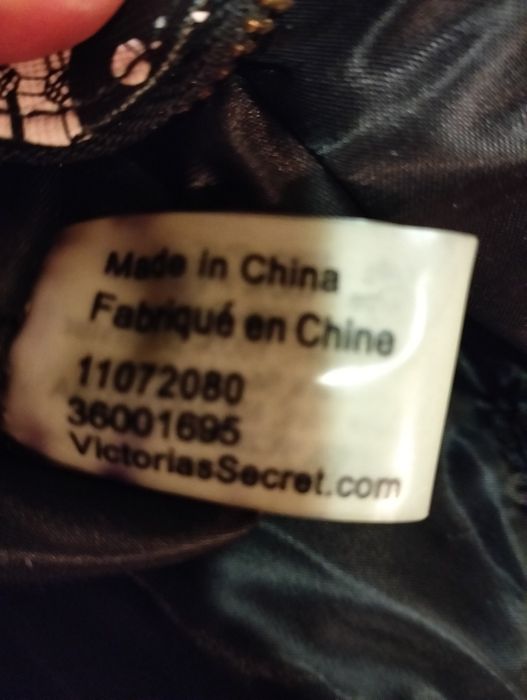 Made in China
Fabriqué en Chine
11072080
36001695
VictoriasSecret.com